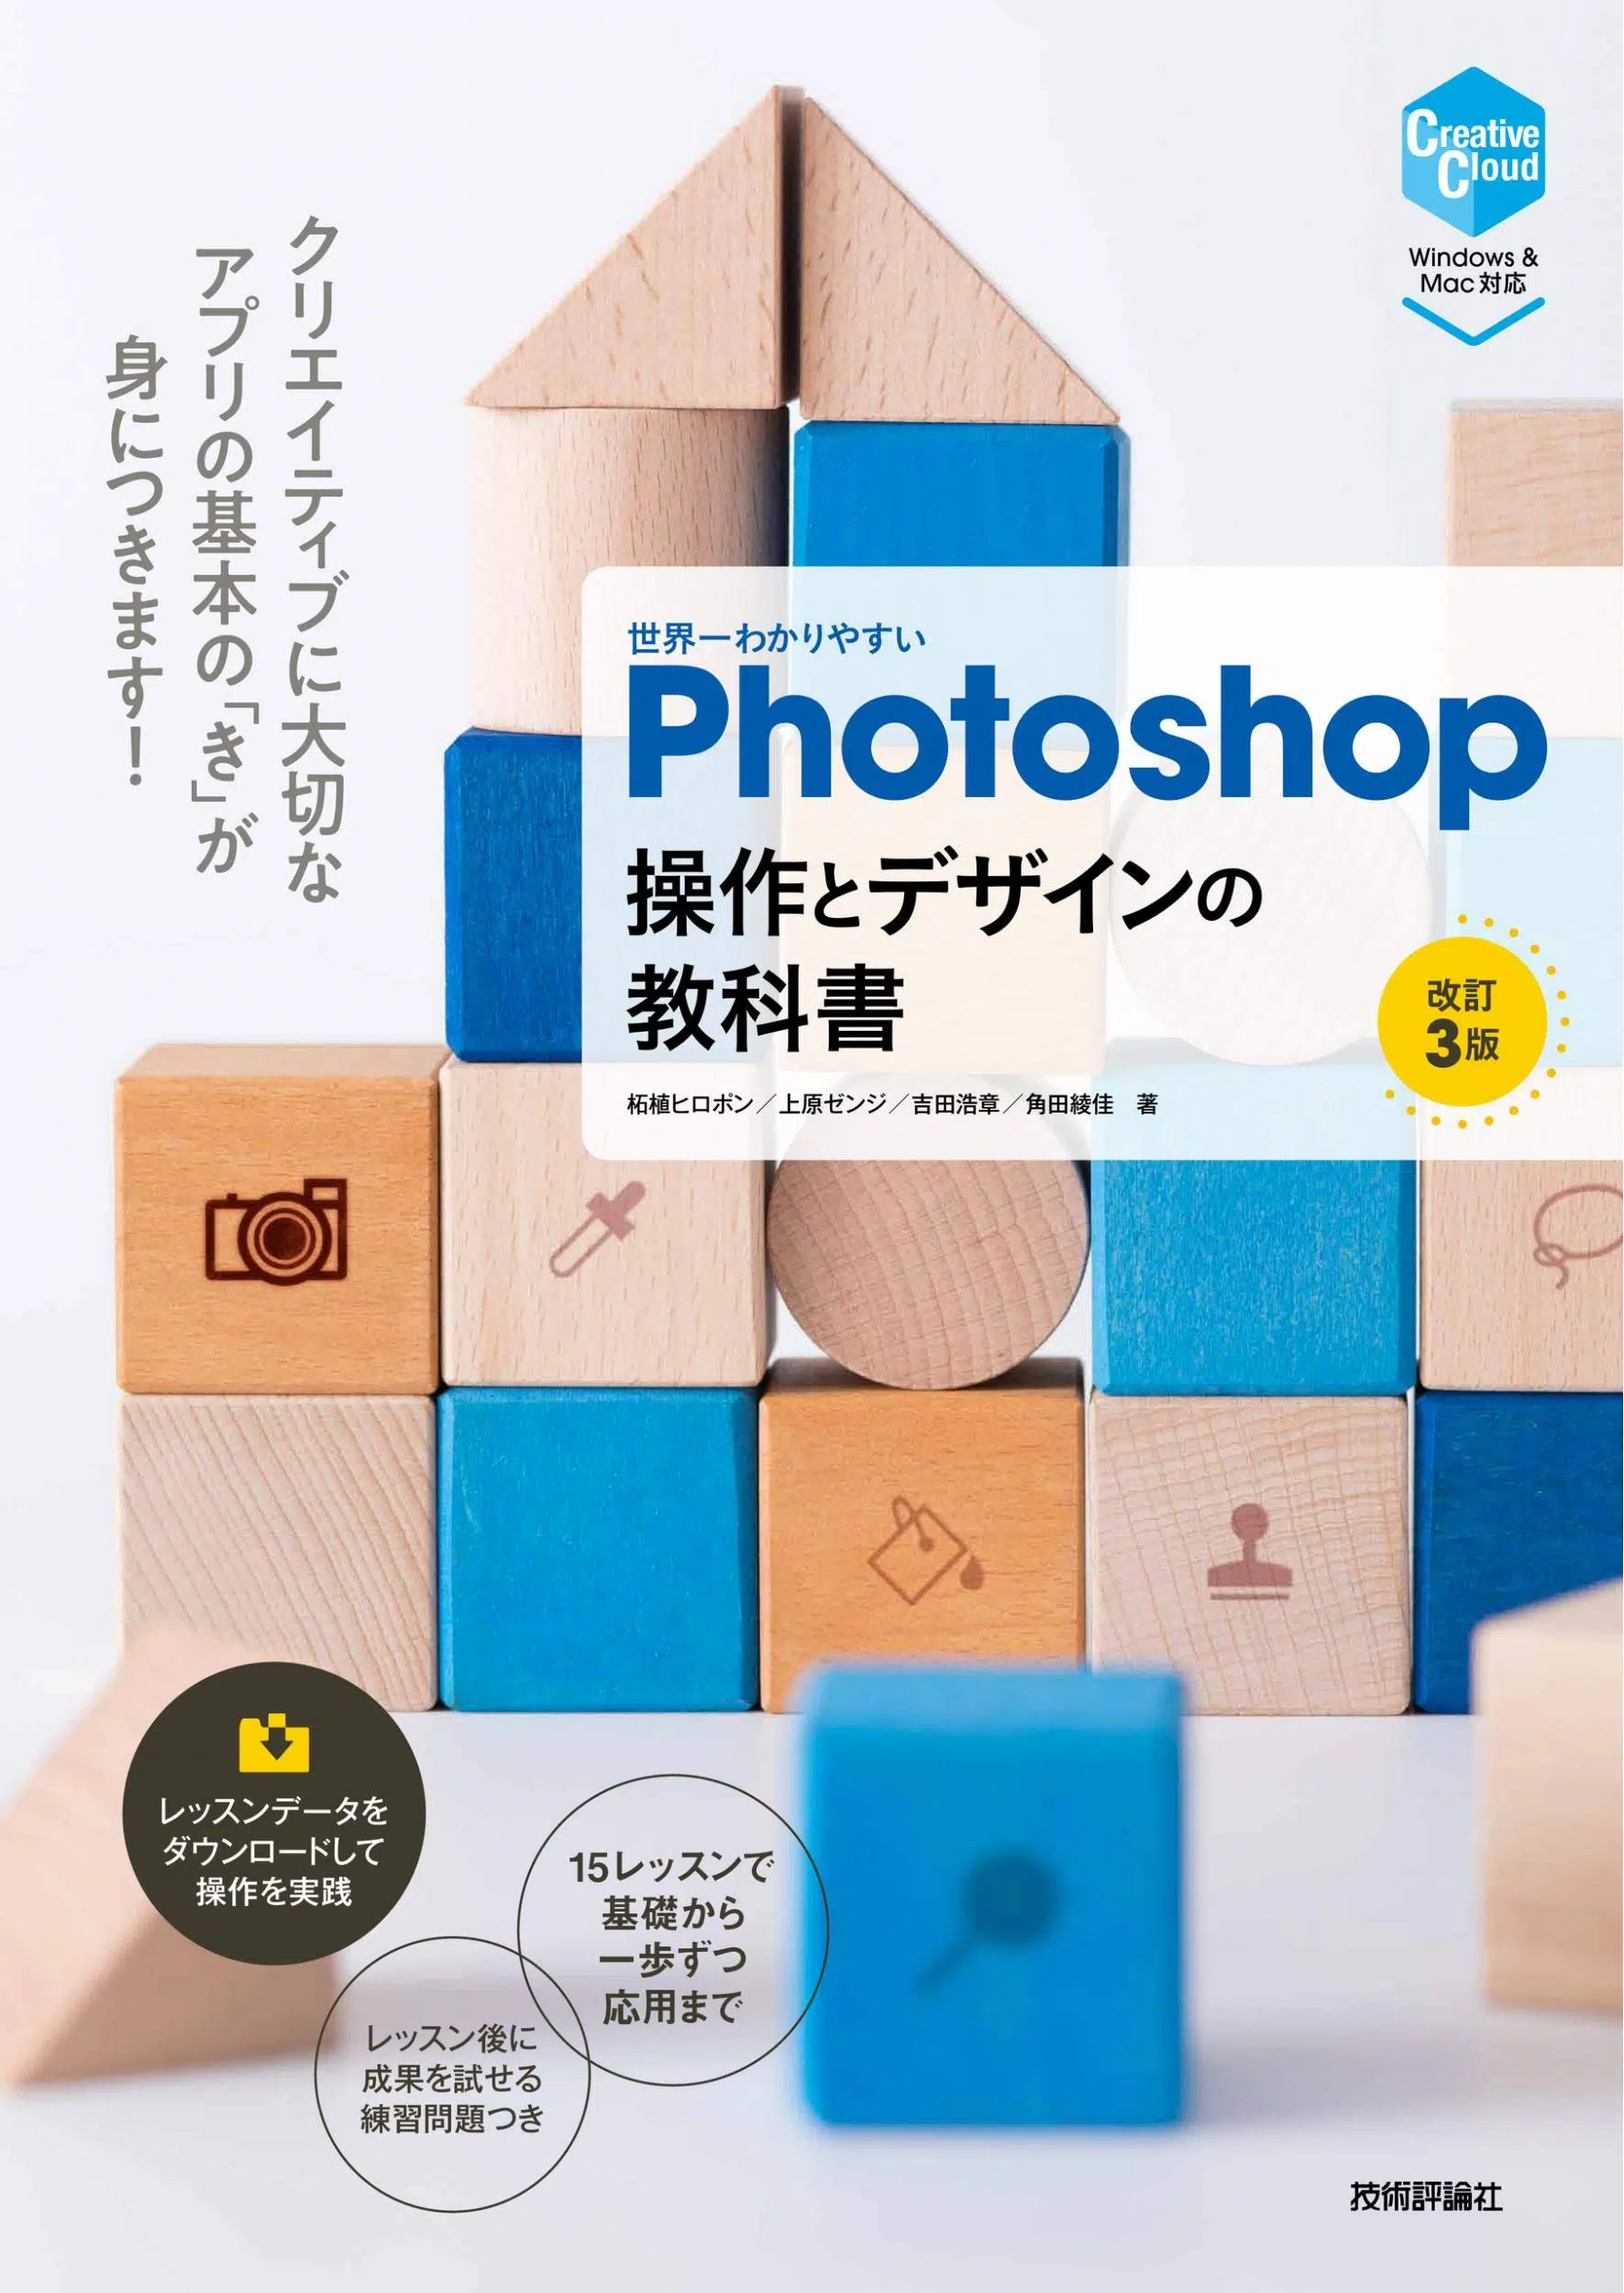 Creative
Cloud
Windows &
Mac対応
クリエイティブに大切な
アプリの基本の「き」が
身につきます！
世界一わかりやすい
Photoshop
操作とデザインの
教科書
改訂
3版
柘植ヒロポン／上原ゼンジ／吉田浩章／角田綾佳　著
レッスンデータを
ダウンロードして
操作を実践
15レッスンで
基礎から
一歩ずつ
応用まで
レッスン後に
成果を試せる
練習問題つき
技術評論社